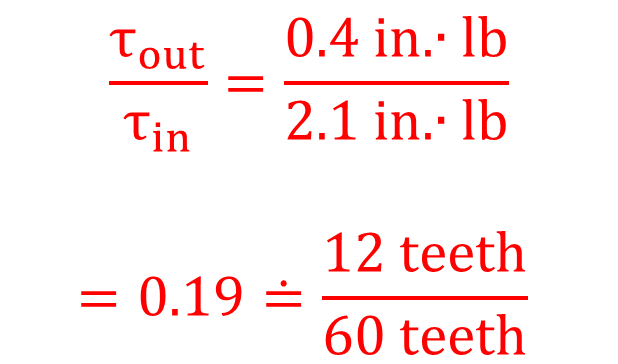 τout / τin = 0.4 in.· lb / 2.1 in.· lb
= 0.19 ≐ 12 teeth / 60 teeth